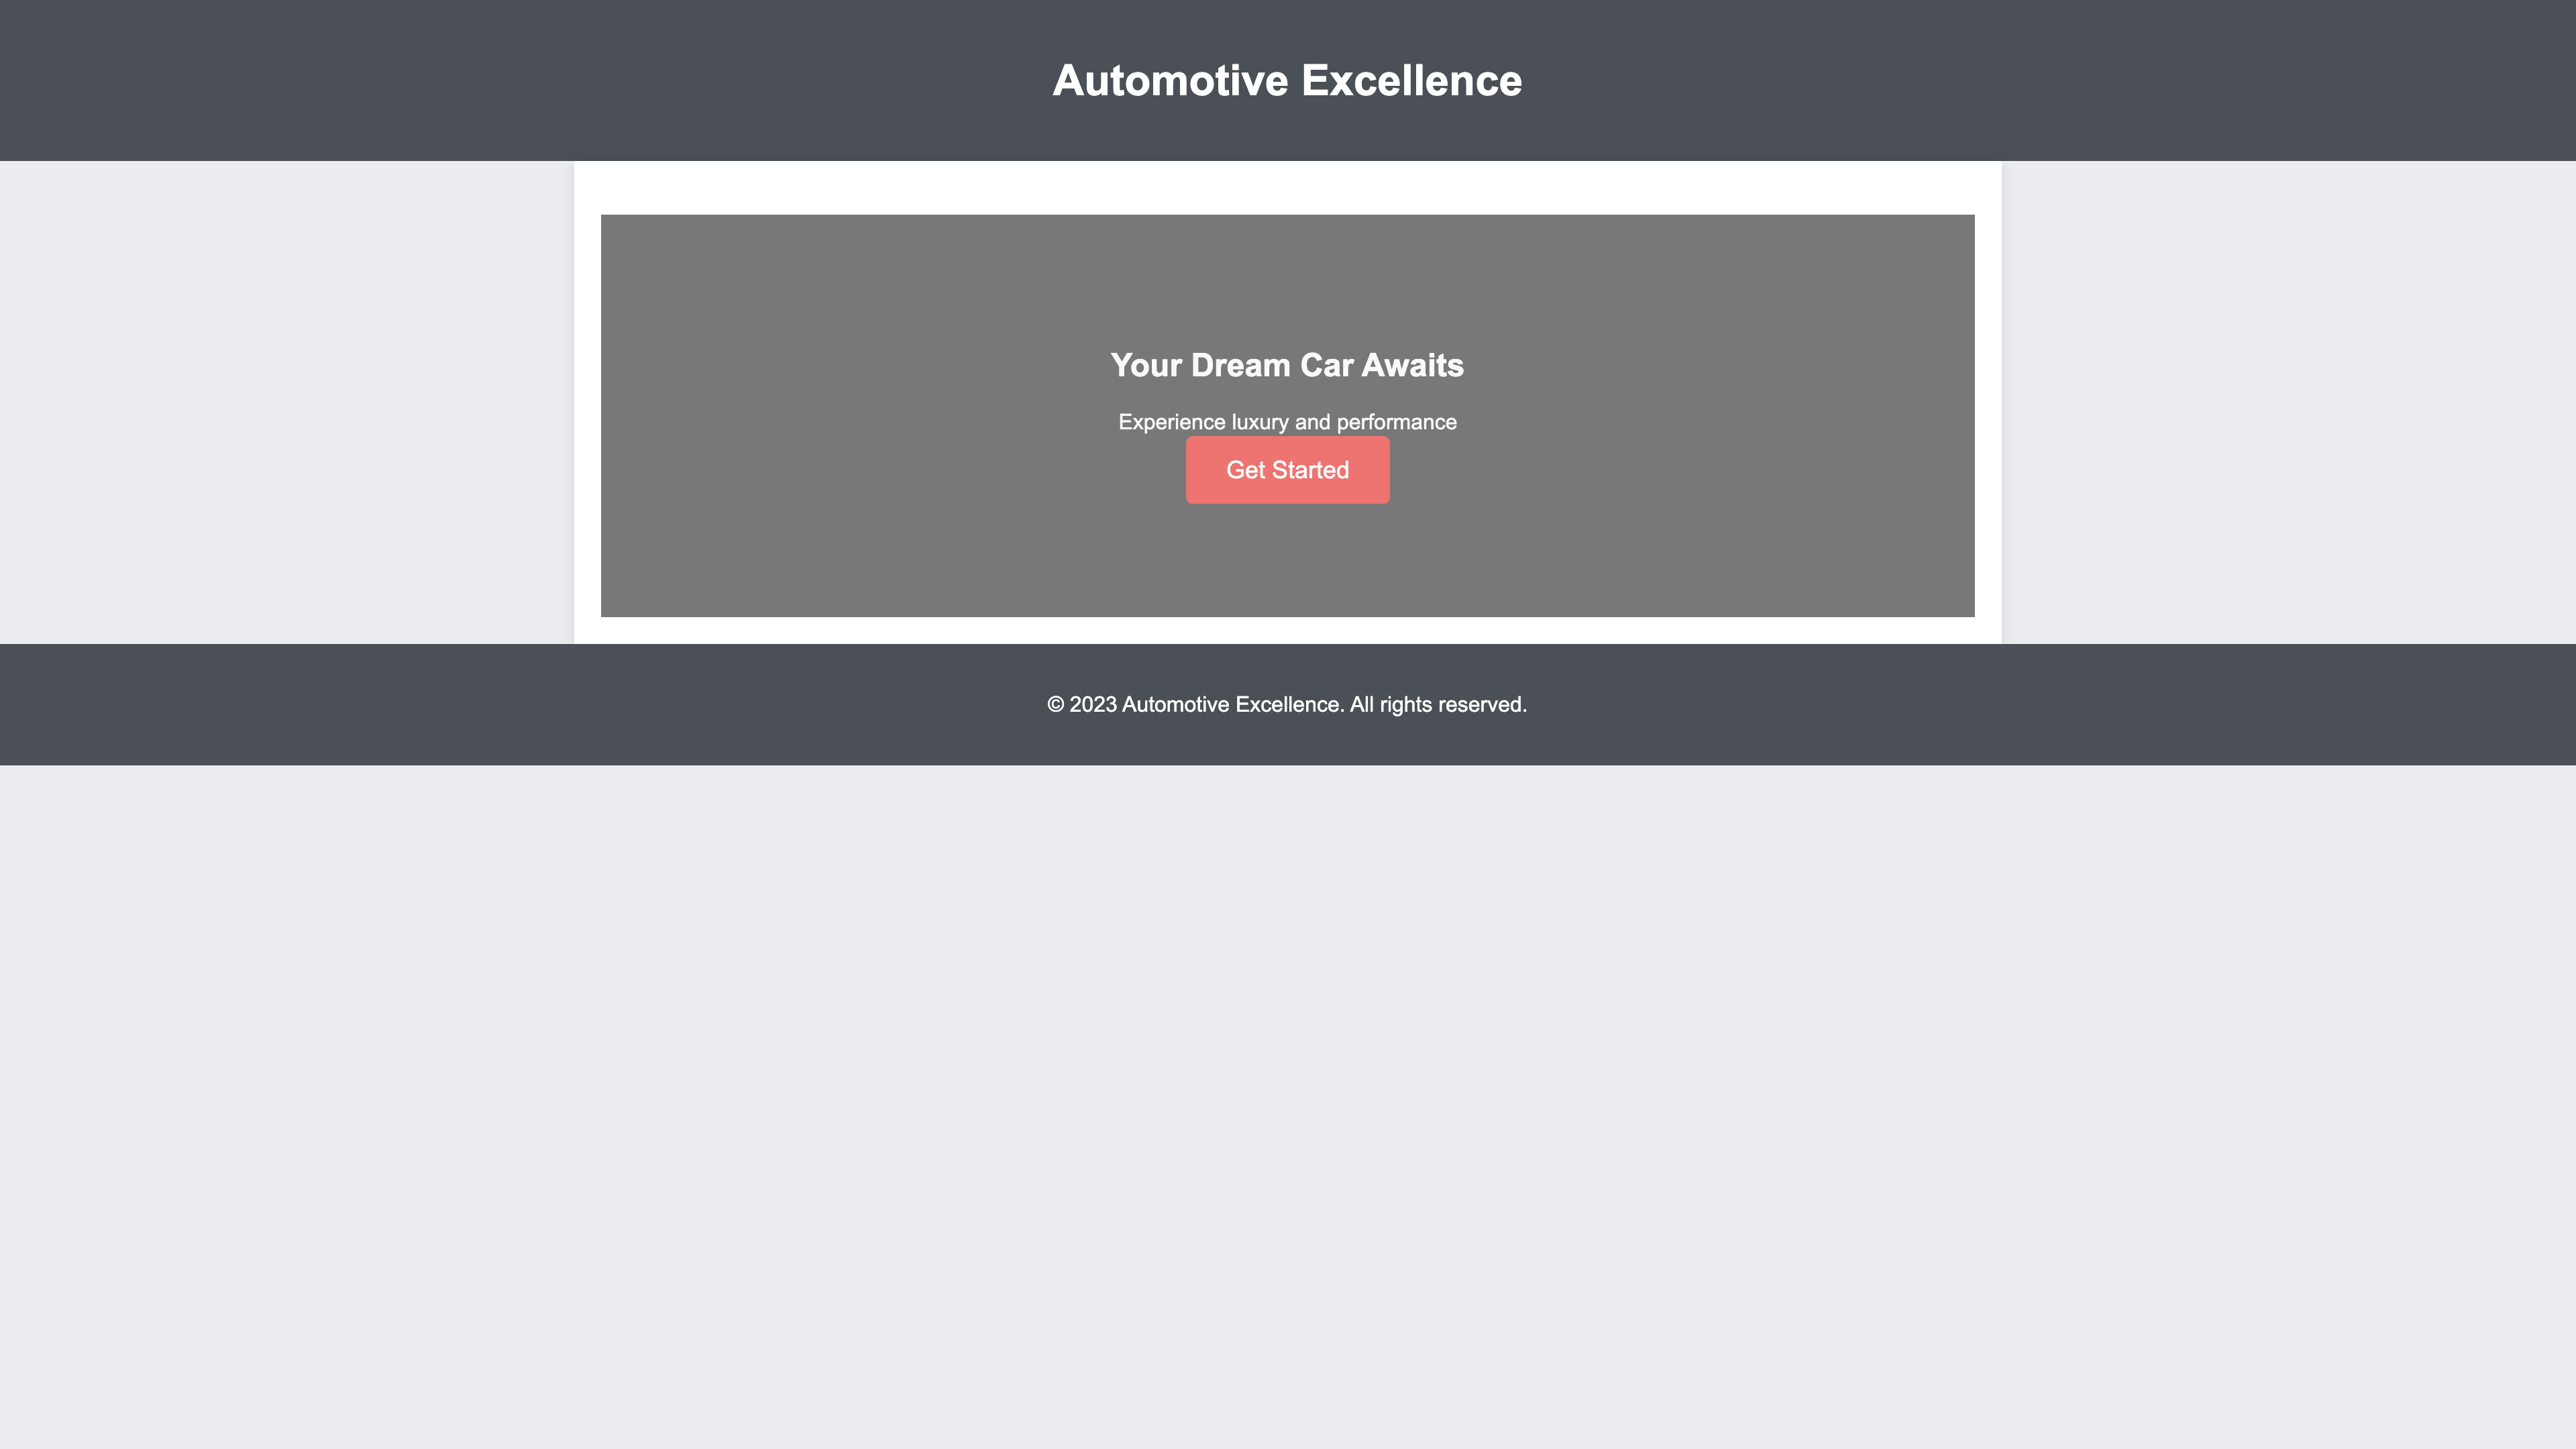 Automotive Excellence
Your Dream Car Awaits
Experience luxury and performance
Get Started
© 2023 Automotive Excellence. All rights reserved.